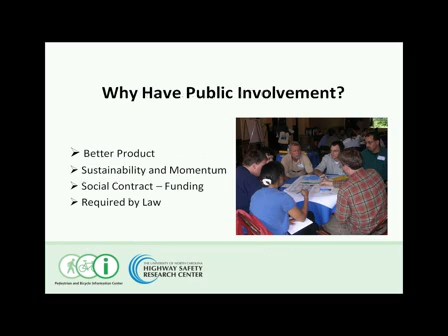 Why Have Public Involvement?
Better Product
Sustainability and Momentum
Social Contract – Funding
Required by Law
Pedestrian and Bicycle Information Center
THE UNIVERSITY OF NORTH CAROLINA
HIGHWAY SAFETY
RESEARCH CENTER